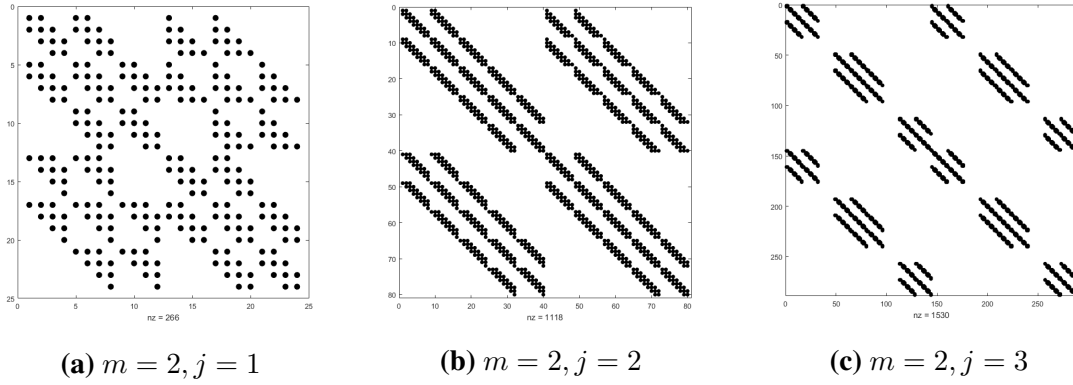 0
5
10
15
20
25
0 5 10 15 20 25
nz = 266
(a) m = 2, j = 1
0
10
20
30
40
50
60
70
80
0 10 20 30 40 50 60 70 80
nz = 1118
(b) m = 2, j = 2
0
50
100
150
200
250
0 50 100 150 200 250
nz = 1530
(c) m = 2, j = 3